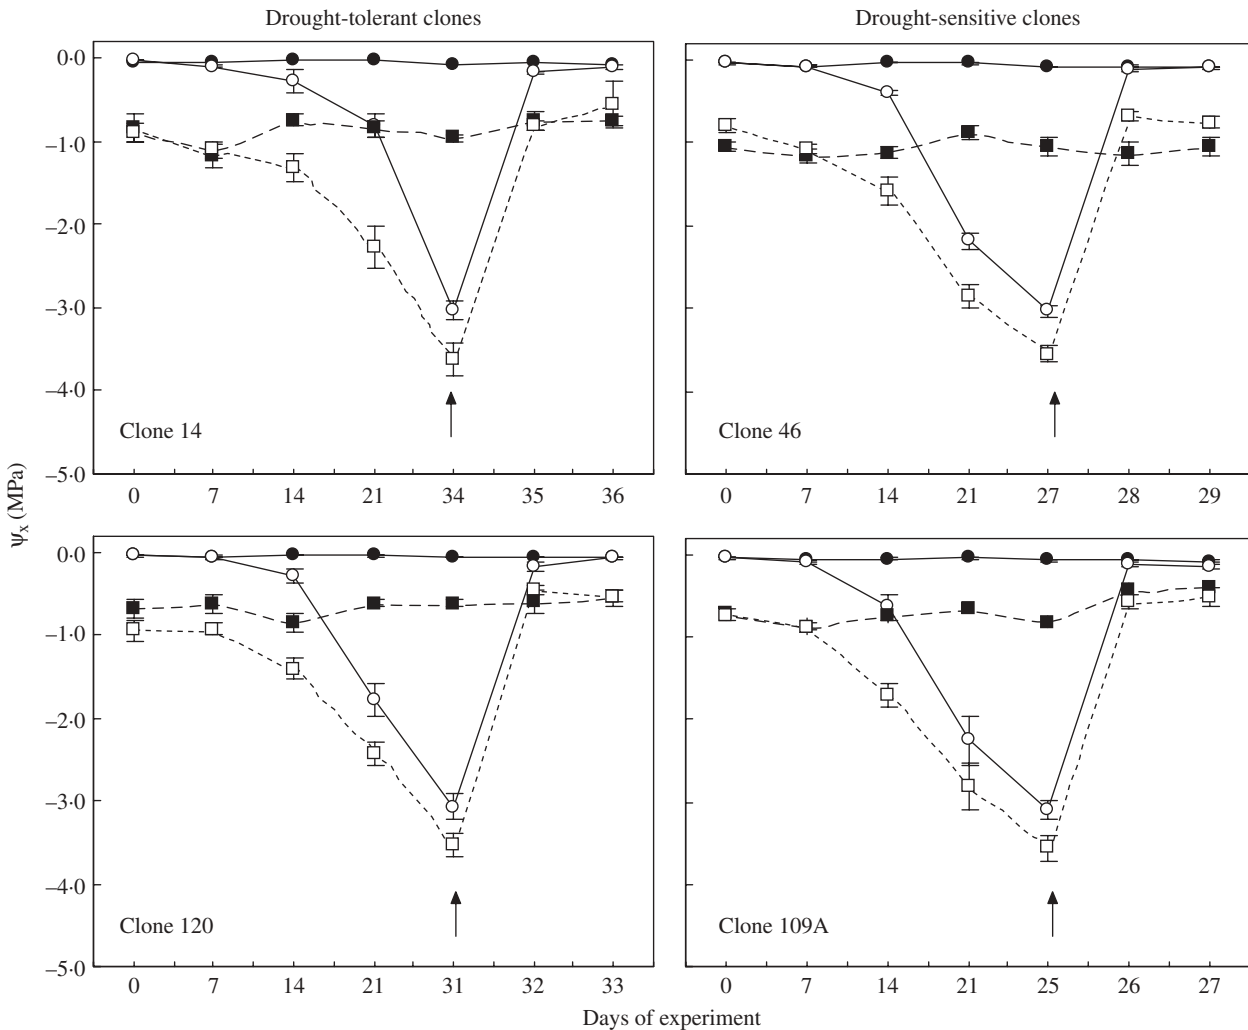 Drought-tolerant clones
Drought-sensitive clones
0·0
–1·0
–2·0
–3·0
–4·0
–5·0
Clone 14
0 7 14 21 34 35 36
Clone 46
0 7 14 21 27 28 29
Ψx (MPa)
0·0
–1·0
–2·0
–3·0
–4·0
–5·0
Clone 120
0 7 14 21 31 32 33
Clone 109A
0 7 14 21 25 26 27
Days of experiment